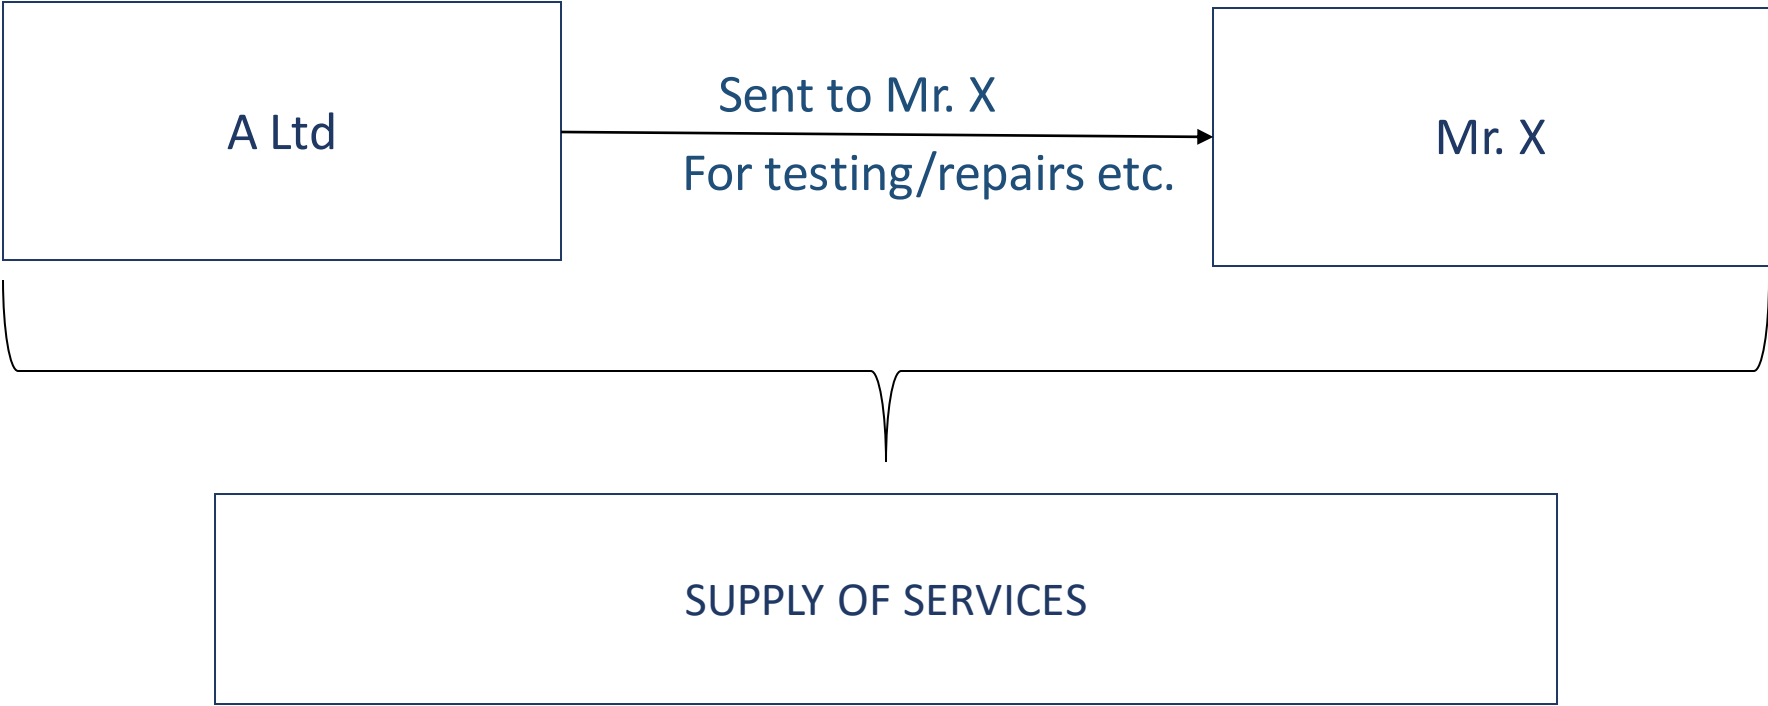 A Ltd
Sent to Mr. X
For testing/repairs etc.
Mr. X
SUPPLY OF SERVICES